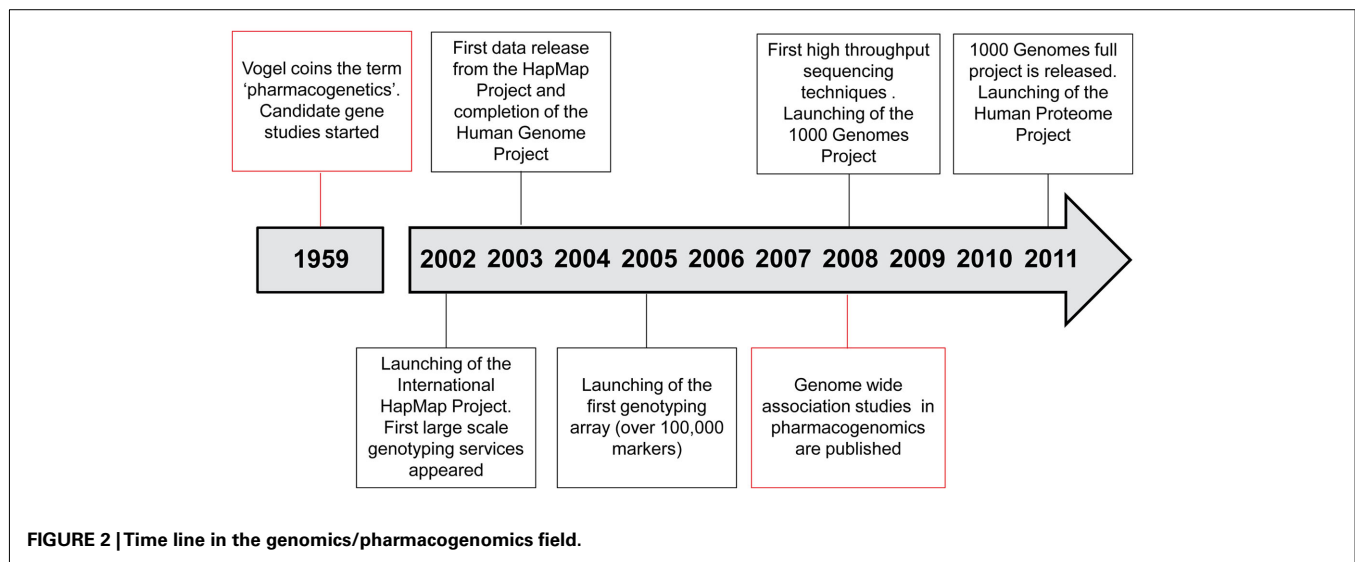 Vogel coins the term
'pharmacogenetics'.
Candidate gene
studies started
First data release
from the HapMap
Project and
completion of the
Human Genome
Project
First high throughput
sequencing
techniques .
Launching of the
1000 Genomes
Project
1000 Genomes full
project is released.
Launching of the
Human Proteome
Project
1959
2002 2003 2004 2005 2006 2007 2008 2009 2010 2011
Launching of the
International
HapMap Project.
First large scale
genotyping services
appeared
Launching of the
first genotyping
array (over 100,000
markers)
Genome wide
association studies in
pharmacogenomics
are published
FIGURE 2 | Time line in the genomics/pharmacogenomics field.